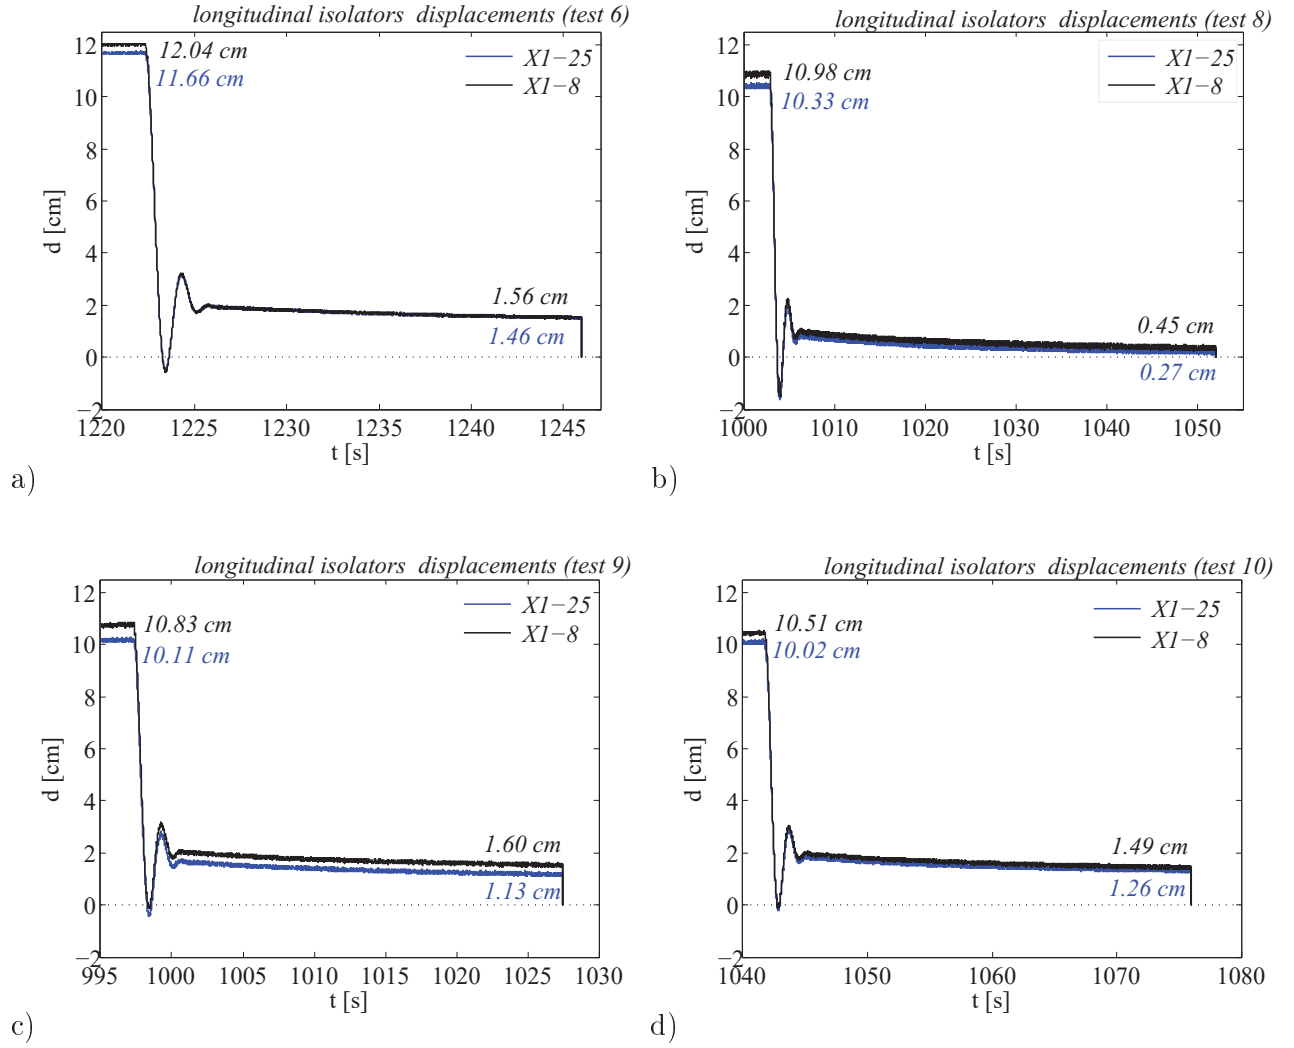 longitudinal isolators displacements (test 6)
12
10
8
6
4
2
0
−2
d [cm]
12.04 cm
11.66 cm
X1−25
X1−8
1.56 cm
1.46 cm
1220 1225 1230 1235 1240 1245
t [s]
a)
longitudinal isolators displacements (test 8)
12
10
8
6
4
2
0
−2
d [cm]
10.98 cm
10.33 cm
X1−25
X1−8
0.45 cm
0.27 cm
1000 1010 1020 1030 1040 1050
t [s]
b)
longitudinal isolators displacements (test 9)
12
10
8
6
4
2
0
−2
d [cm]
10.83 cm
10.11 cm
X1−25
X1−8
1.60 cm
1.13 cm
995 1000 1005 1010 1015 1020 1025 1030
t [s]
c)
longitudinal isolators displacements (test 10)
12
10
8
6
4
2
0
−2
d [cm]
10.51 cm
10.02 cm
X1−25
X1−8
1.49 cm
1.26 cm
1040 1050 1060 1070 1080
t [s]
d)